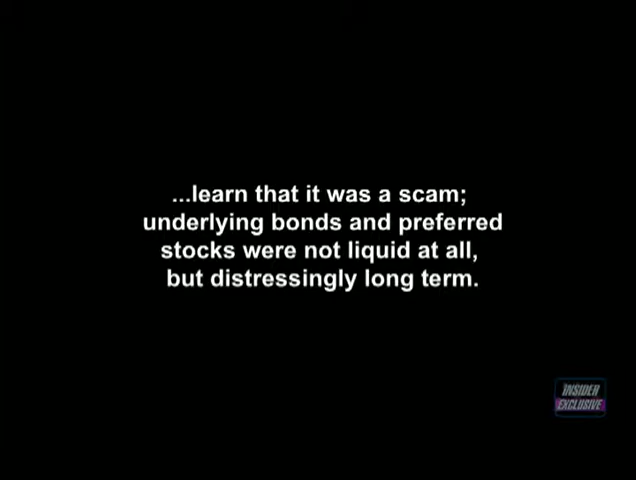 ...learn that it was a scam;
underlying bonds and preferred
stocks were not liquid at all,
but distressingly long term.
INSIDER
EXCLUSIVE